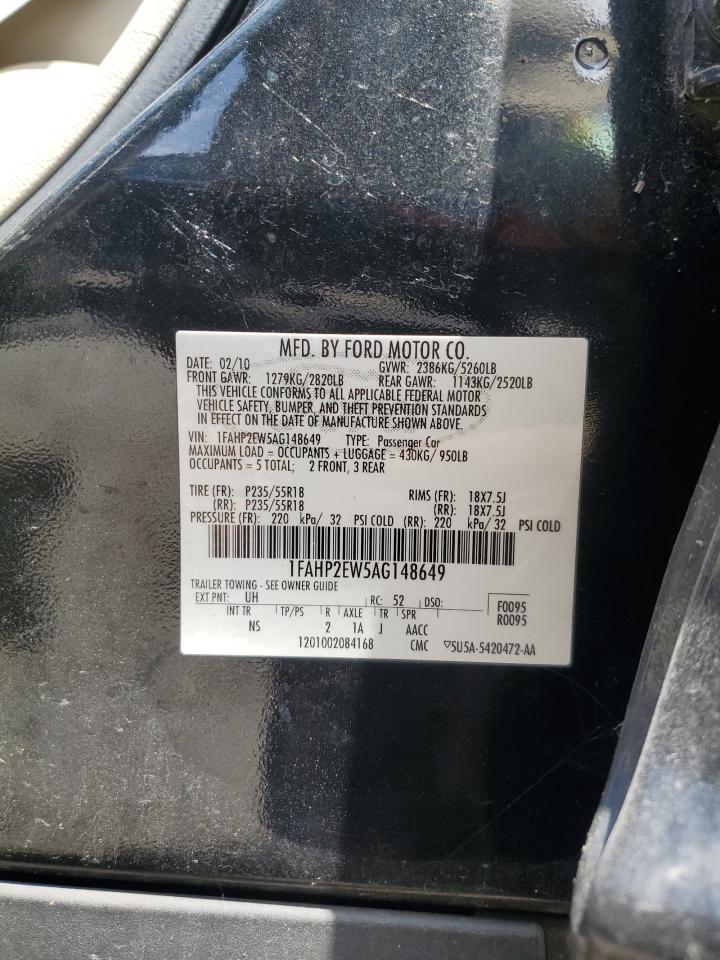 MFD. BY FORD MOTOR CO.
DATE: 02/10 GVWR: 2386KG/5260LB
FRONT GAWR: 1279KG/2820LB REAR GAWR: 1143KG/2520LB
THIS VEHICLE CONFORMS TO ALL APPLICABLE FEDERAL MOTOR
VEHICLE SAFETY, BUMPER, AND THEFT PREVENTION STANDARDS
IN EFFECT ON THE DATE OF MANUFACTURE SHOWN ABOVE.
VIN: 1FAHP2EW5AG148649 TYPE: Passenger Car
MAXIMUM LOAD = OCCUPANTS + LUGGAGE = 430KG/ 950LB
OCCUPANTS = 5 TOTAL; 2 FRONT, 3 REAR
TIRE (FR): P235/55R18 RIMS (FR): 18X7.5J
(RR): P235/55R18 (RR): 18X7.5J
PRESSURE (FR): 220 kPa/ 32 PSI COLD (RR): 220 kPa/ 32 PSI COLD
1FAHP2EW5AG148649
TRAILER TOWING - SEE OWNER GUIDE
EXT PNT: UH RC: 52 DSO: F0095
INT TR TP/PS R AXLE TR SPR R0095
NS 2 1A J AACC
1201002084168 CMC ▽5U5A-5420472-AA